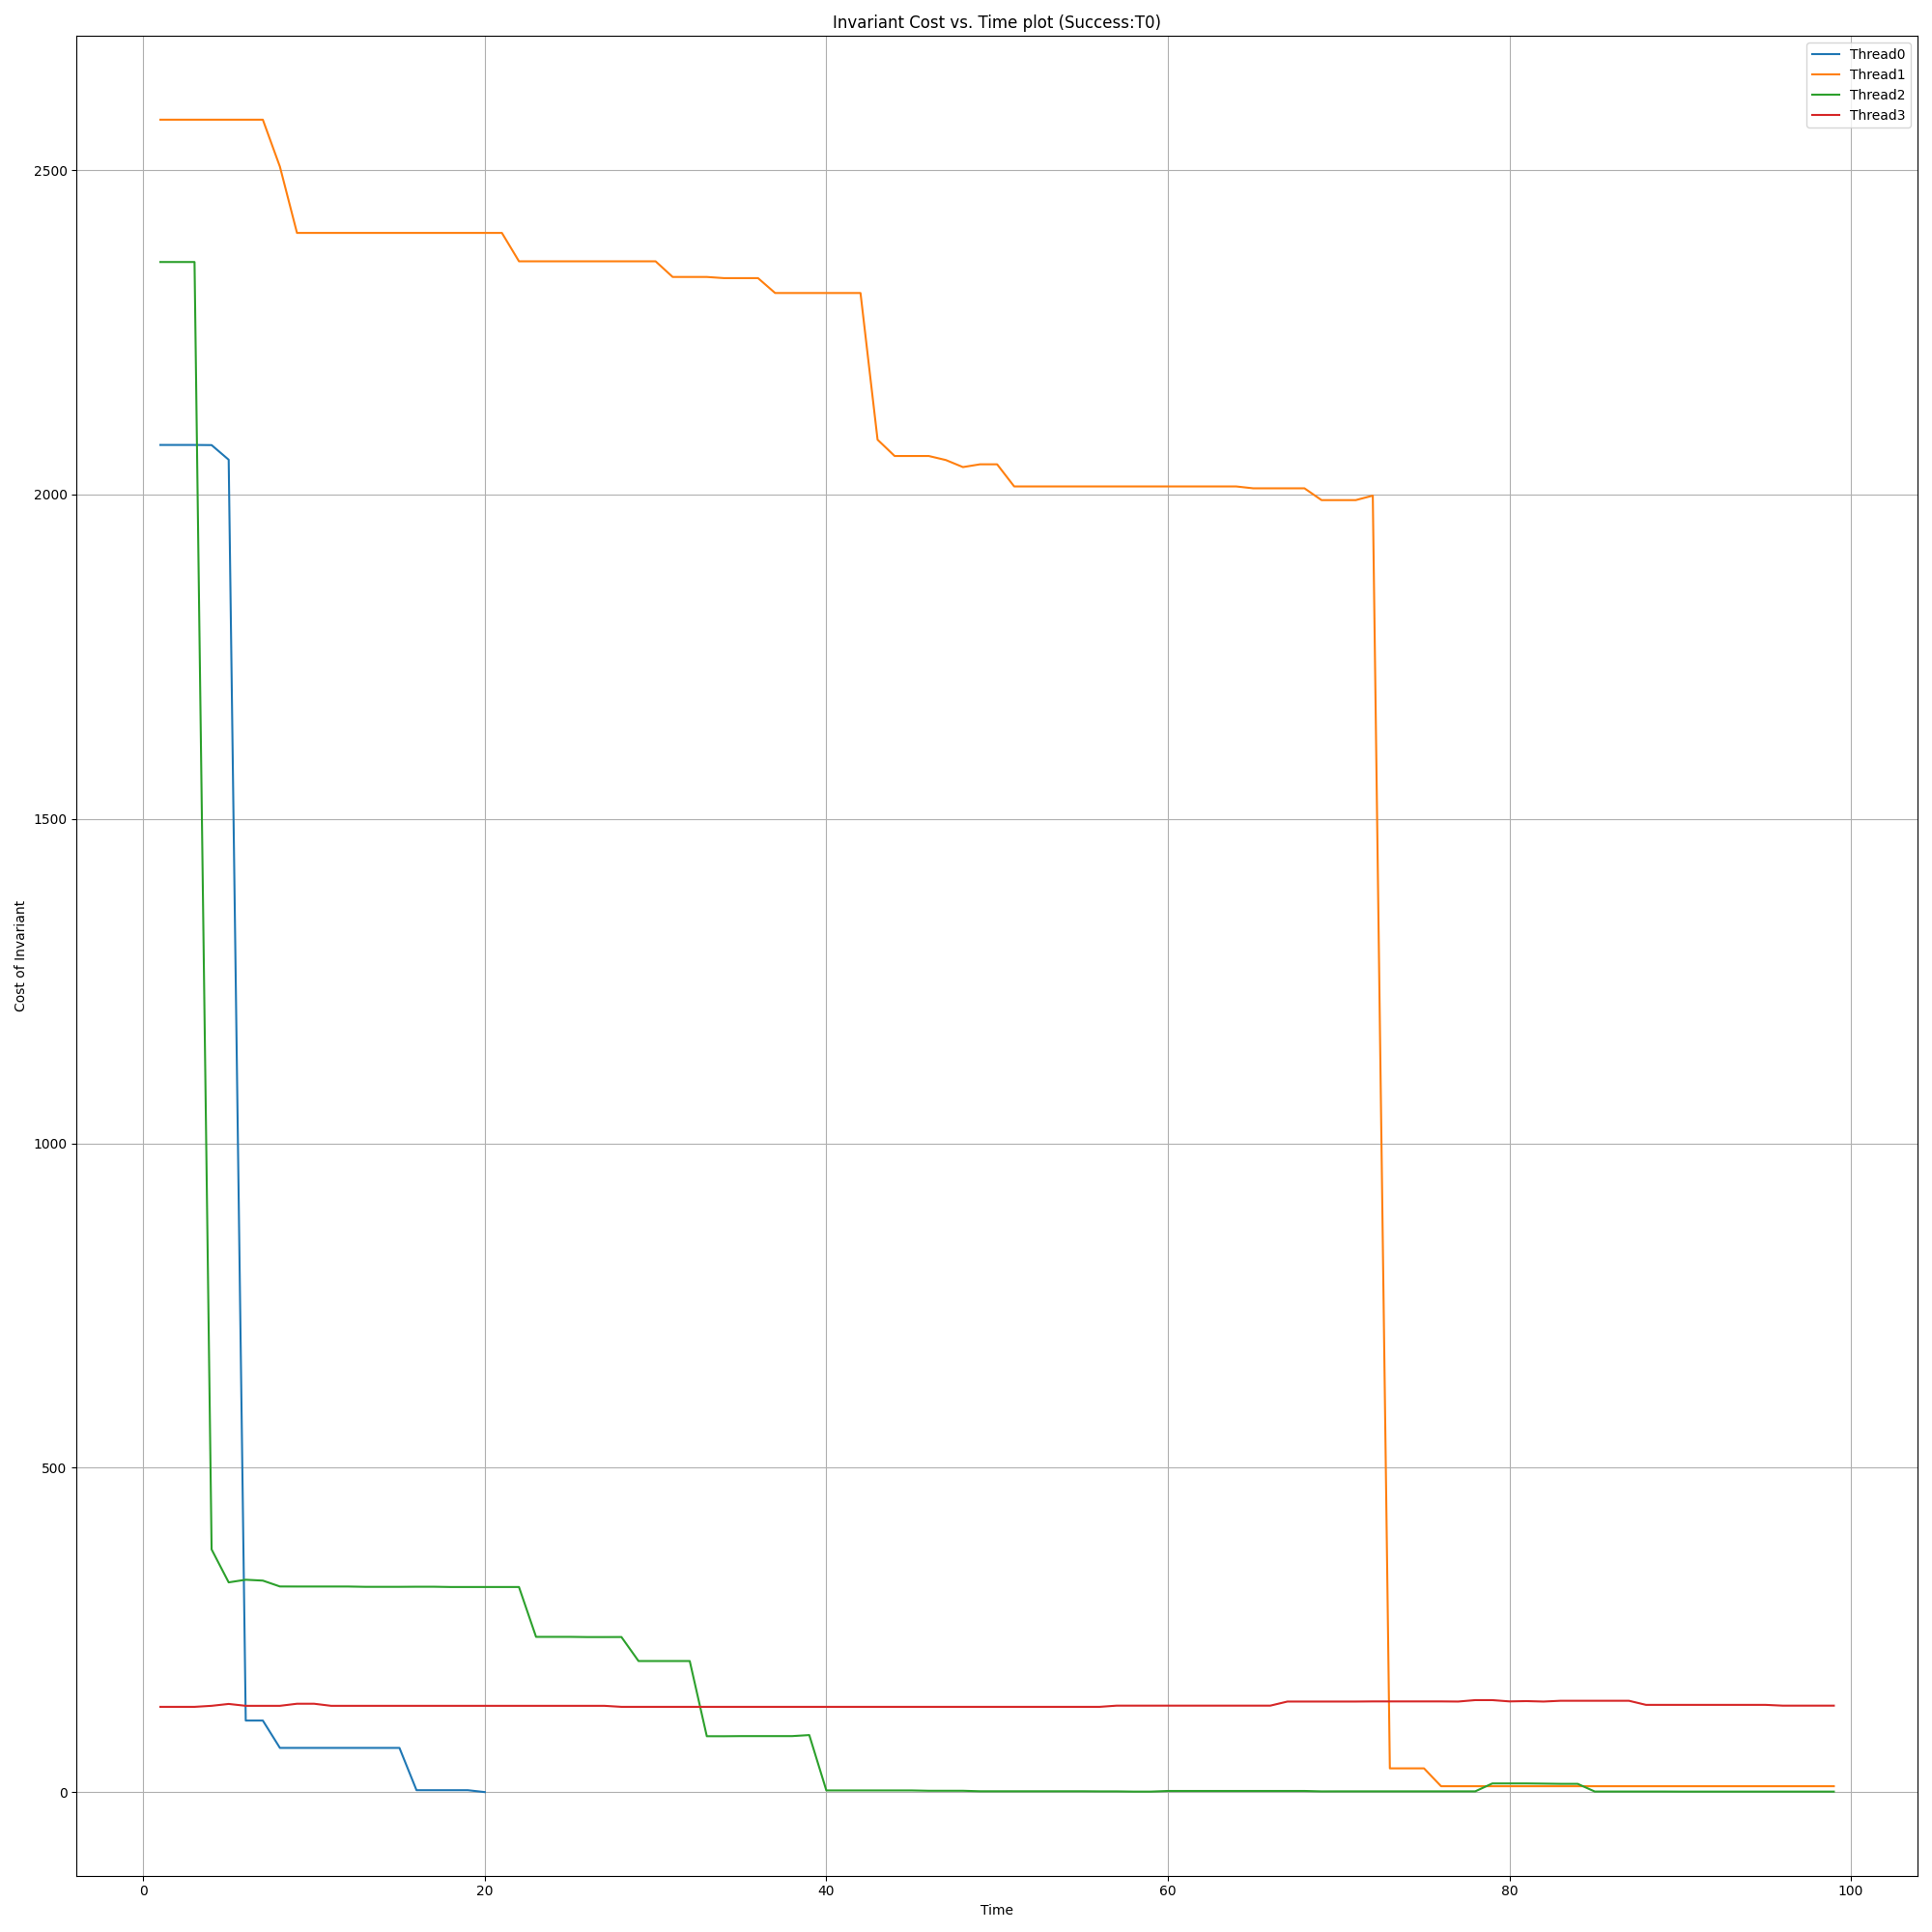 Invariant Cost vs. Time plot (Success:T0)
Thread0
Thread1
Thread2
Thread3
2500
2000
1500
1000
500
0
Cost of Invariant
0 20 40 60 80 100
Time